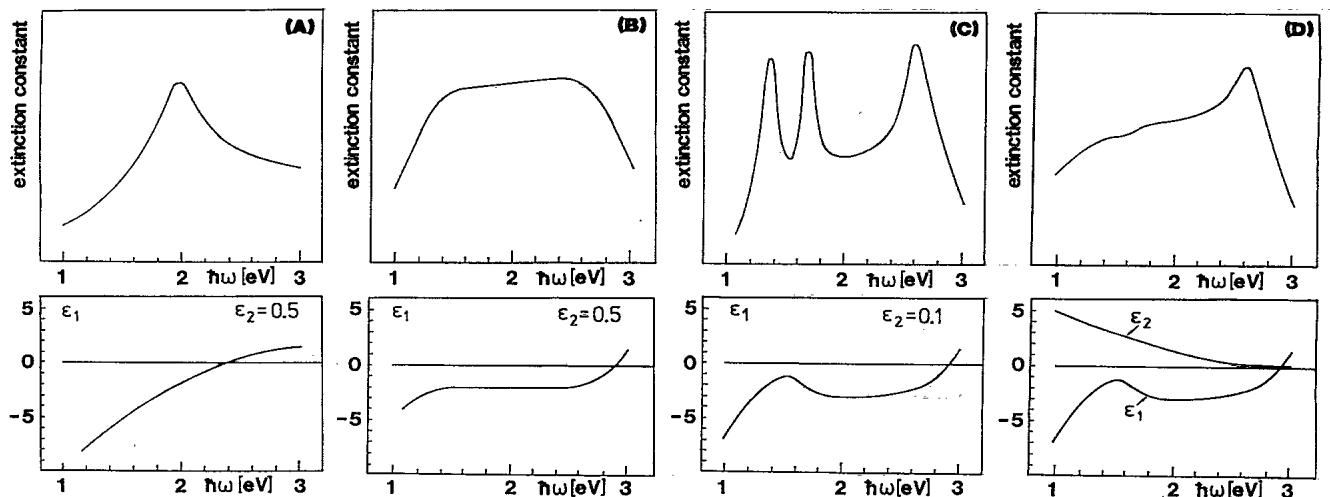 extinction constant
(A)
1 2 ħω [eV] 3
extinction constant
(B)
1 2 ħω [eV] 3
extinction constant
(C)
1 2 ħω [eV] 3
extinction constant
(D)
1 2 ħω [eV] 3
ε₁ ε₂=0.5
5
0
-5
1 2 ħω [eV] 3
ε₁ ε₂=0.5
5
0
-5
1 2 ħω [eV] 3
ε₁ ε₂=0.1
5
0
-5
1 2 ħω [eV] 3
ε₂
ε₁
5
0
-5
1 2 ħω [eV] 3